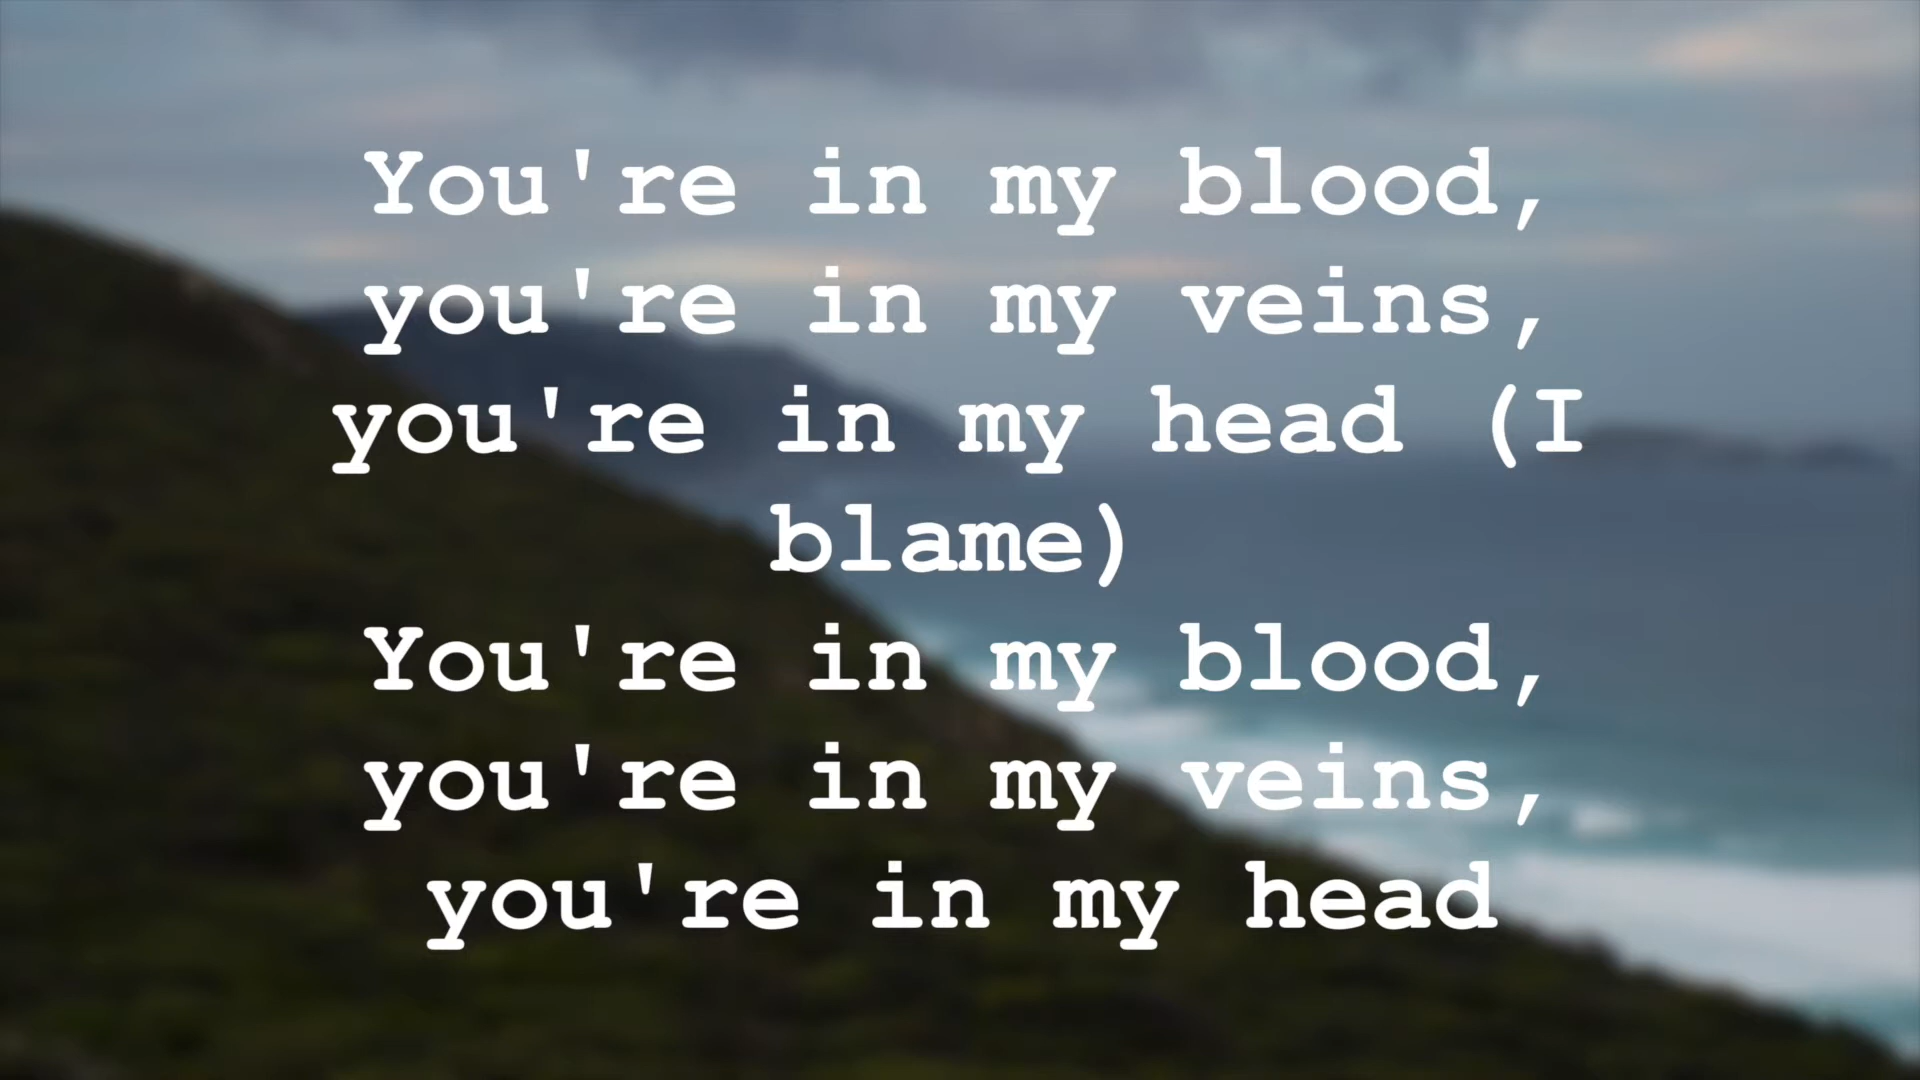 You're in my blood,
you're in my veins,
you're in my head (I
blame)
You're in my blood,
you're in my veins,
you're in my head